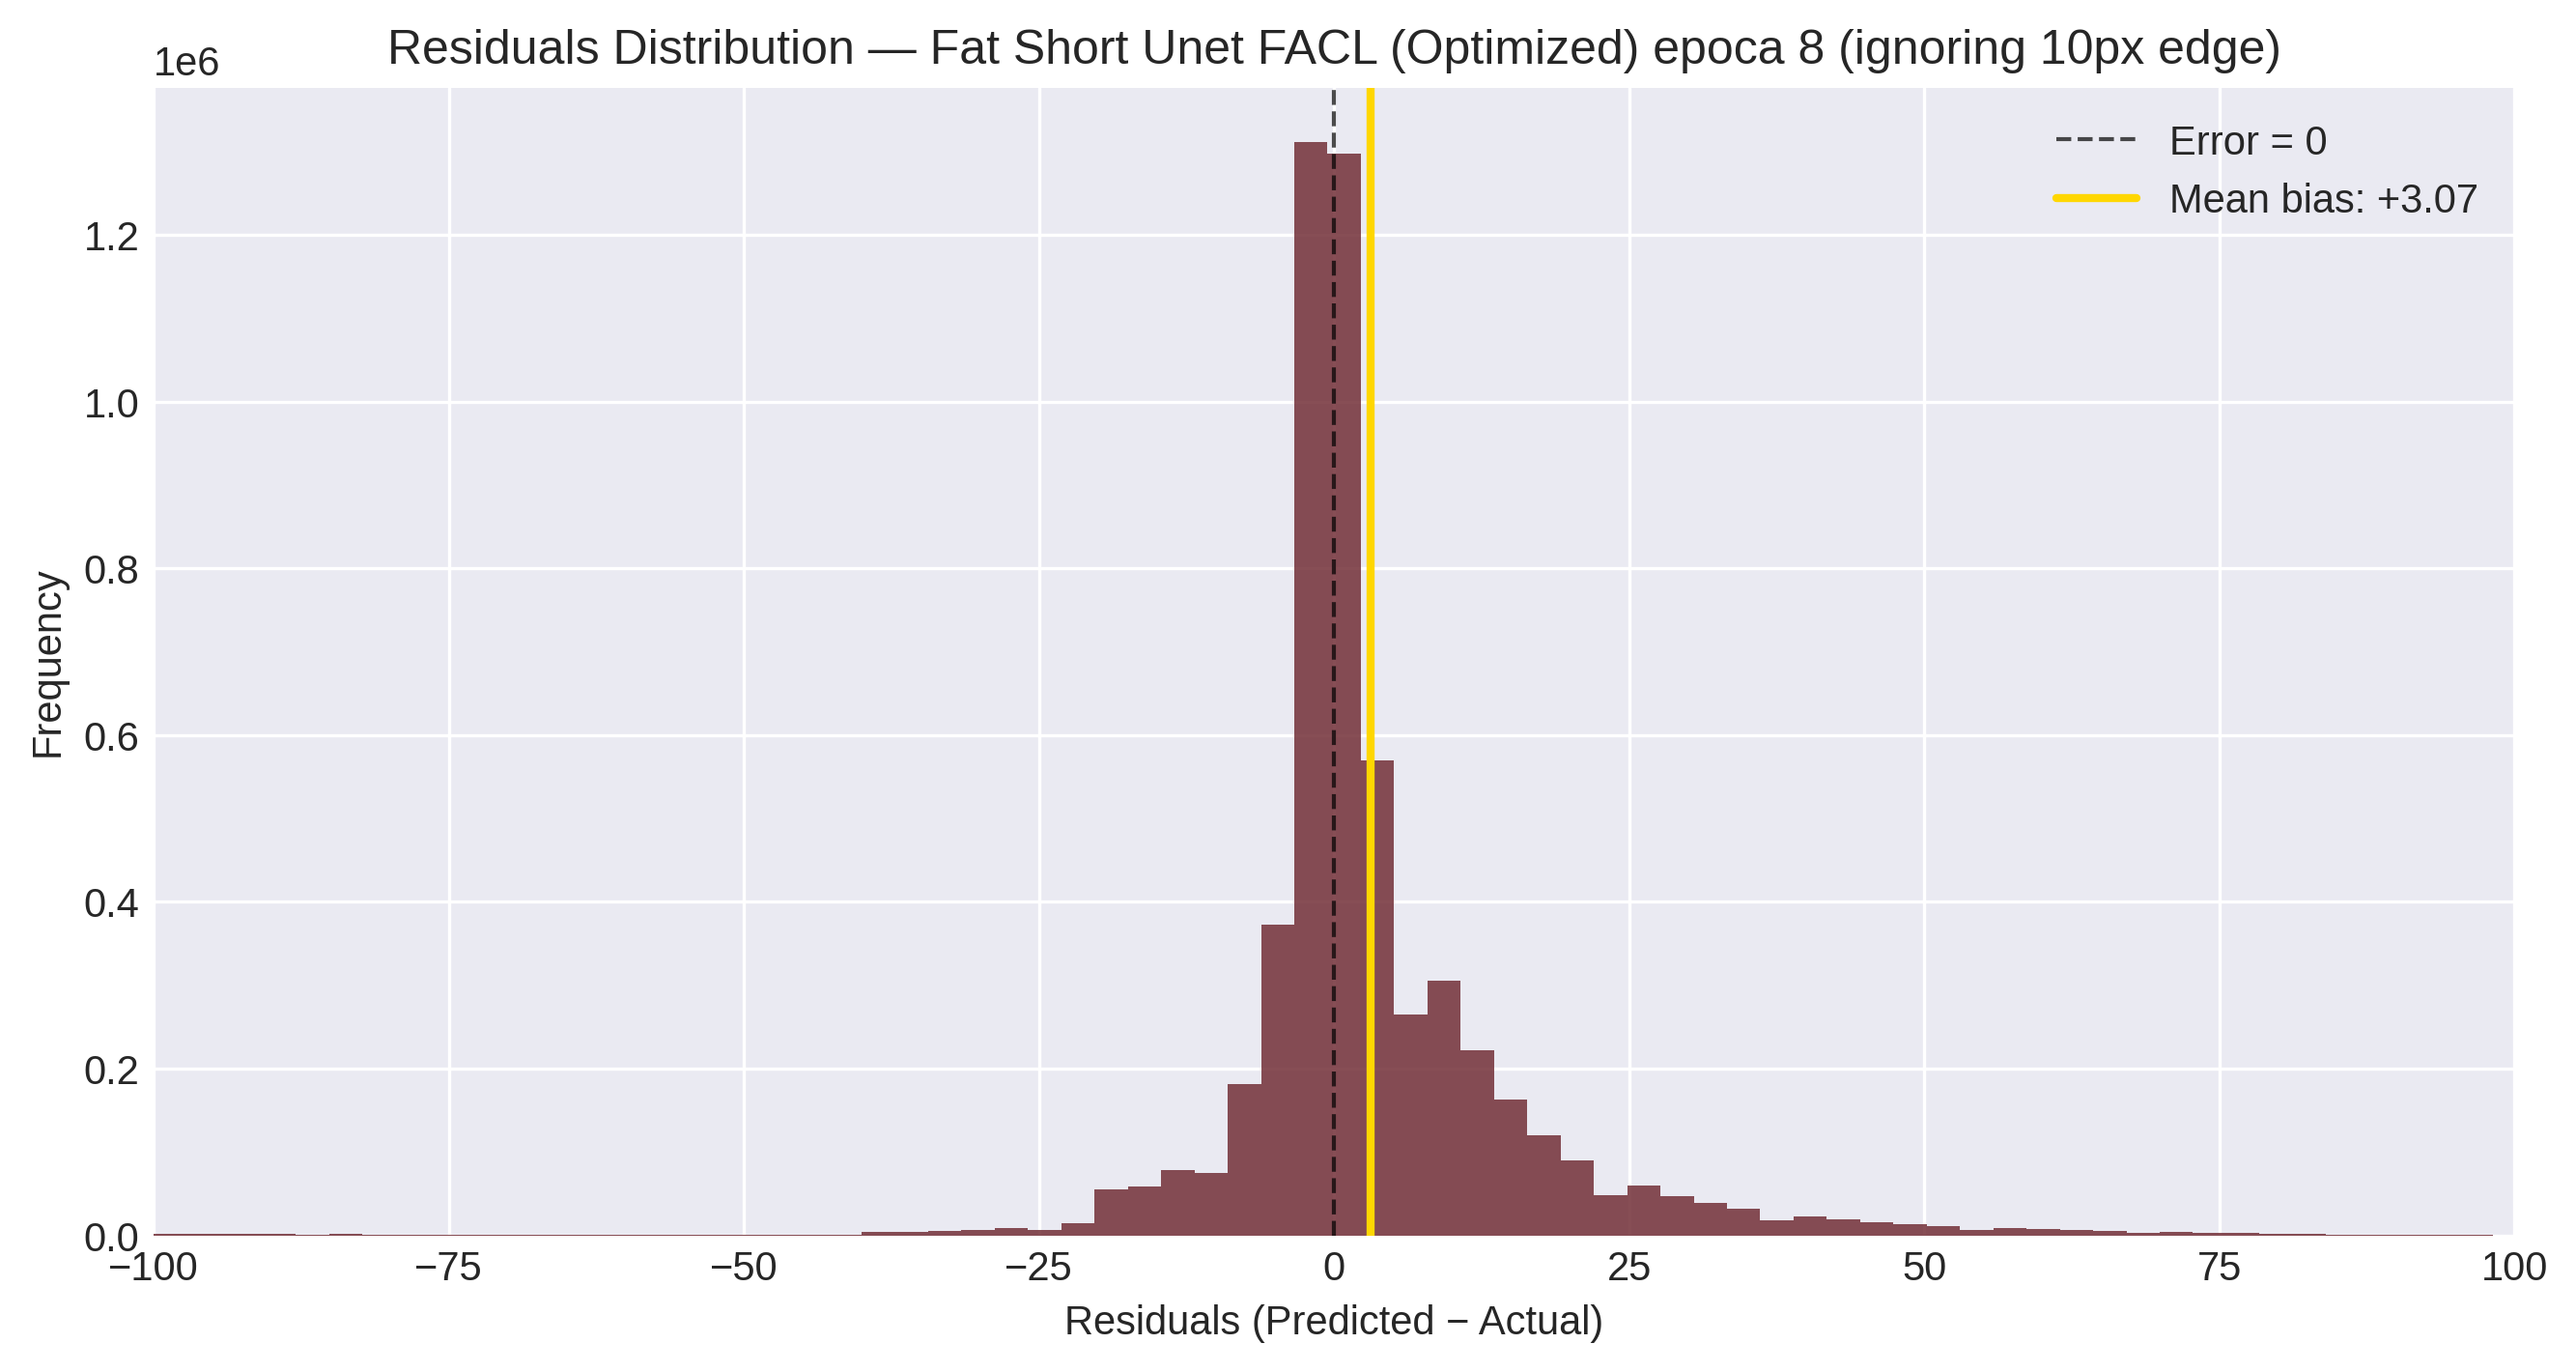 Residuals Distribution — Fat Short Unet FACL (Optimized) epoca 8 (ignoring 10px edge)
1e6
Error = 0
Mean bias: +3.07
1.2
1.0
0.8
0.6
0.4
0.2
0.0
Frequency
−100 −75 −50 −25 0 25 50 75 100
Residuals (Predicted − Actual)